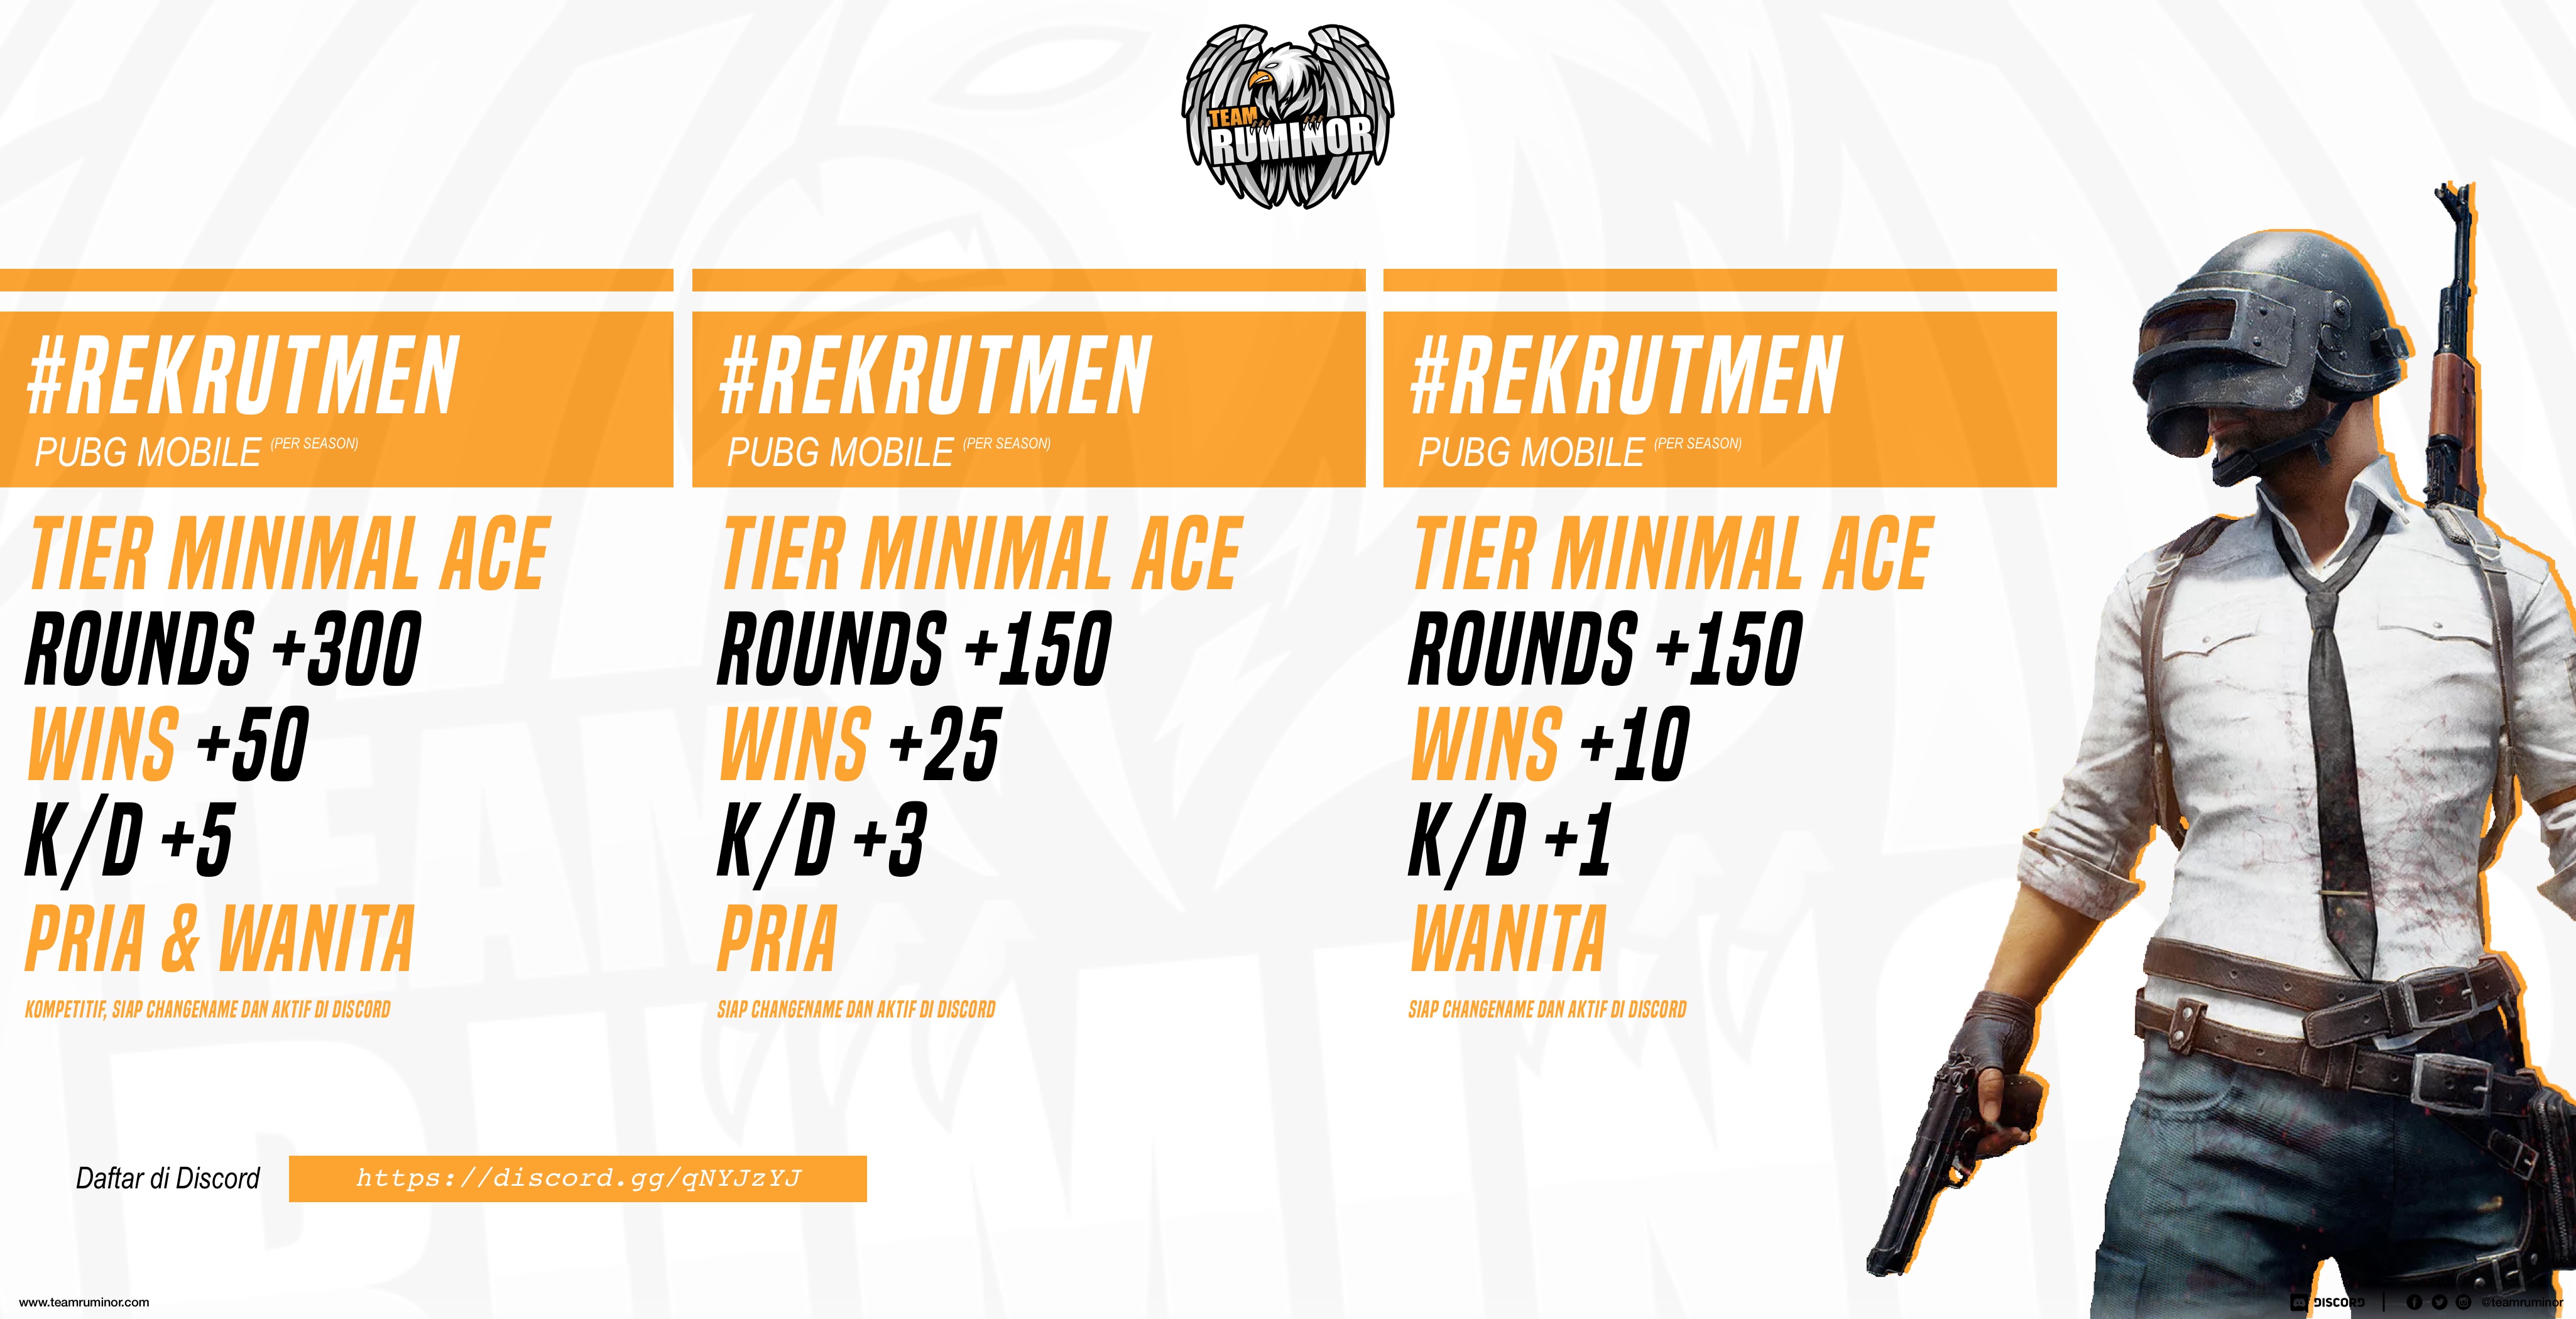 TEAM
RUMINOR
#REKRUTMEN
PUBG MOBILE (PER SEASON)
TIER MINIMAL ACE
ROUNDS +300
WINS +50
K/D +5
PRIA & WANITA
KOMPETITIF, SIAP CHANGENAME DAN AKTIF DI DISCORD
#REKRUTMEN
PUBG MOBILE (PER SEASON)
TIER MINIMAL ACE
ROUNDS +150
WINS +25
K/D +3
PRIA
SIAP CHANGENAME DAN AKTIF DI DISCORD
#REKRUTMEN
PUBG MOBILE (PER SEASON)
TIER MINIMAL ACE
ROUNDS +150
WINS +10
K/D +1
WANITA
SIAP CHANGENAME DAN AKTIF DI DISCORD
Daftar di Discord https://discord.gg/qNYJzYJ
www.teamruminor.com
DISCORD | @teamruminor